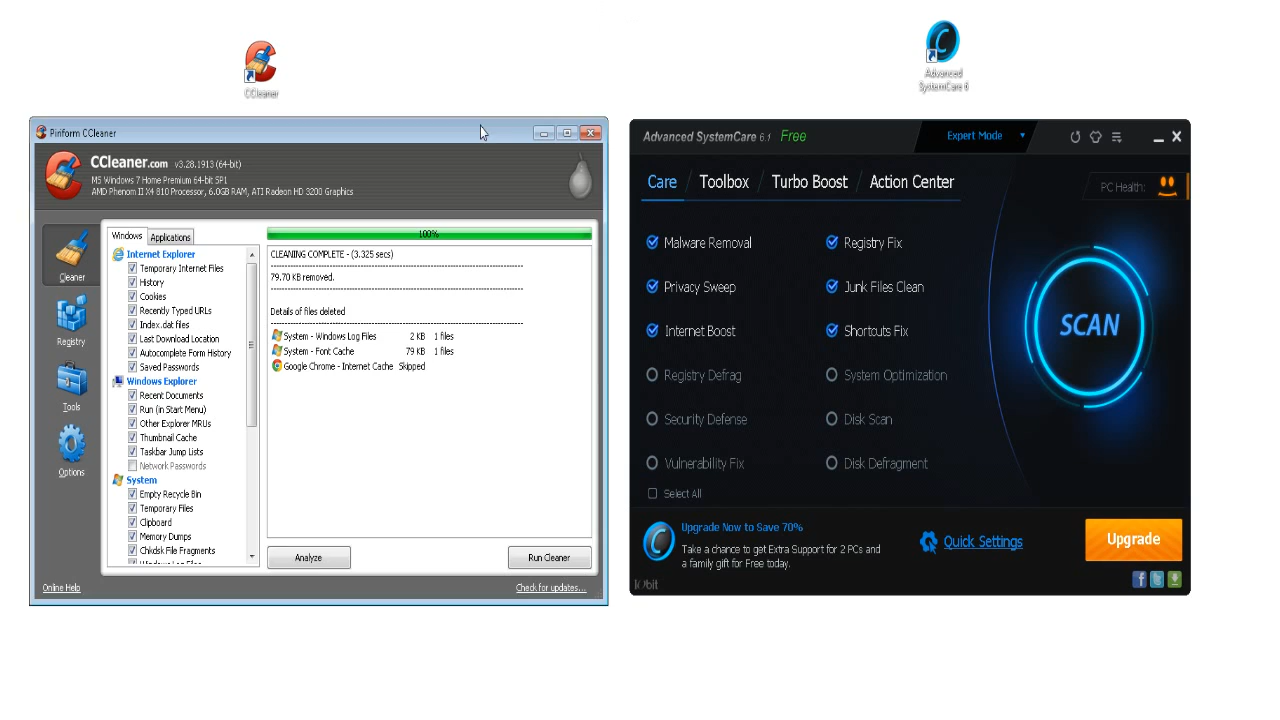 CCleaner
Advanced
SystemCare 6
Piriform CCleaner
CCleaner.com v3.28.1913 (64-bit)
MS Windows 7 Home Premium 64-bit SP1
AMD Phenom II X4 810 Processor, 6.0GB RAM, ATI Radeon HD 3200 Graphics
Cleaner
Registry
Tools
Options
Windows
Applications
Internet Explorer
Temporary Internet Files
History
Cookies
Recently Typed URLs
Index.dat files
Last Download Location
Autocomplete Form History
Saved Passwords
Windows Explorer
Recent Documents
Run (in Start Menu)
Other Explorer MRUs
Thumbnail Cache
Taskbar Jump Lists
Network Passwords
System
Empty Recycle Bin
Temporary Files
Clipboard
Memory Dumps
Chkdsk File Fragments
Windows Log Files
100%
CLEANING COMPLETE - (3.325 secs)
79.70 KB removed.
Details of files deleted
System - Windows Log Files 2 KB 1 files
System - Font Cache 79 KB 1 files
Google Chrome - Internet Cache Skipped
Analyze
Run Cleaner
Online Help
Check for updates...
Advanced SystemCare 6.1 Free
Expert Mode
Care
Toolbox
Turbo Boost
Action Center
PC Health:
Malware Removal
Registry Fix
Privacy Sweep
Junk Files Clean
Internet Boost
Shortcuts Fix
Registry Defrag
System Optimization
Security Defense
Disk Scan
Vulnerability Fix
Disk Defragment
Select All
SCAN
Upgrade Now to Save 70%
Take a chance to get Extra Support for 2 PCs and
a family gift for Free today.
Quick Settings
Upgrade
IObit